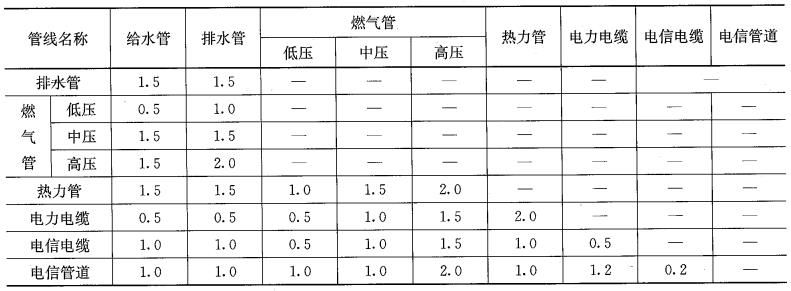 管线名称 给水管 排水管 燃气管 热力管 电力电缆 电信电缆 电信管道
低压 中压 高压
排水管 1.5 1.5 — — — — — —
燃气管 低压 0.5 1.0 — — — — — — —
中压 1.5 1.5 — — — — — — —
高压 1.5 2.0 — — — — — — —
热力管 1.5 1.5 1.0 1.5 2.0 — — — —
电力电缆 0.5 0.5 0.5 1.0 1.5 2.0 — — —
电信电缆 1.0 1.0 0.5 1.0 1.5 1.0 0.5 — —
电信管道 1.0 1.0 1.0 1.0 2.0 1.0 1.2 0.2 —